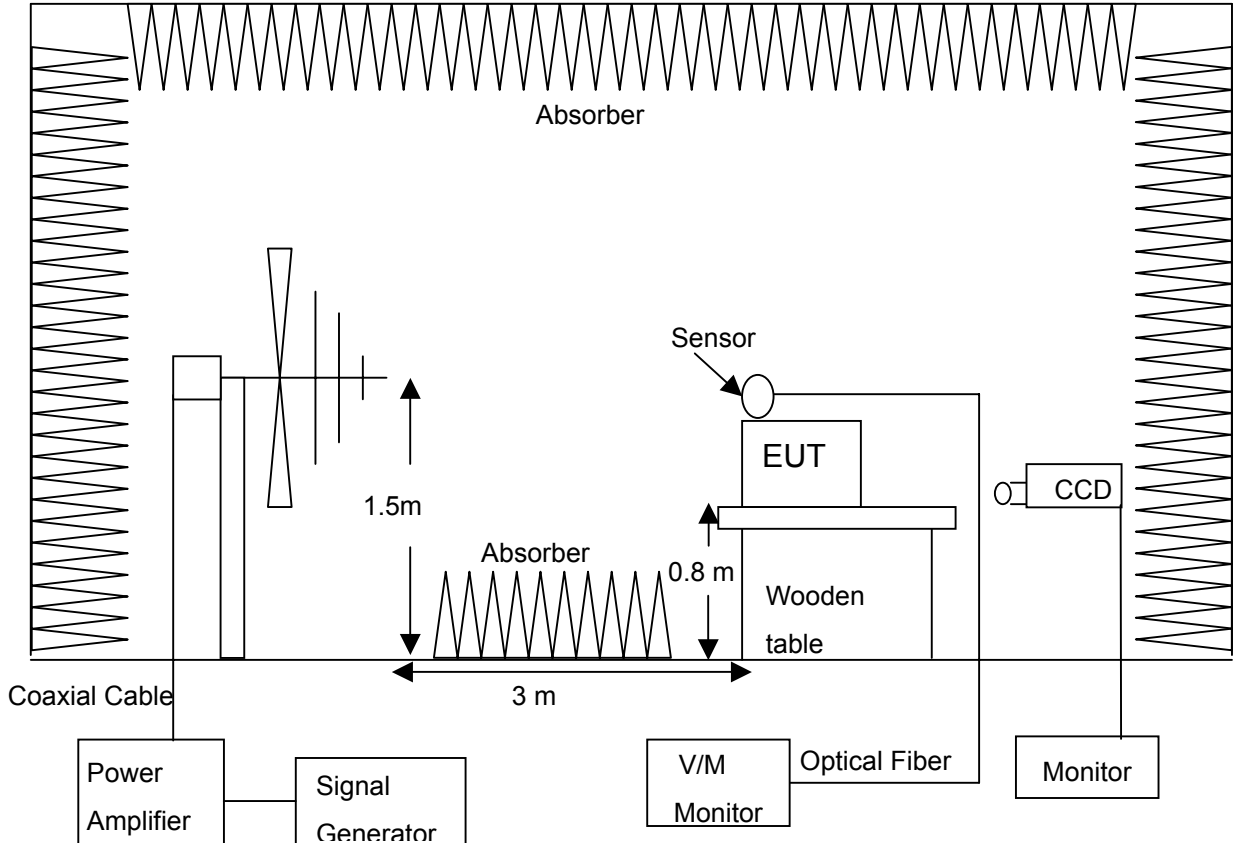 Absorber
Sensor
EUT
CCD
1.5m
Absorber
0.8 m
Wooden
table
Coaxial Cable
3 m
Power
Amplifier
Signal
Generator
V/M
Monitor
Optical Fiber
Monitor